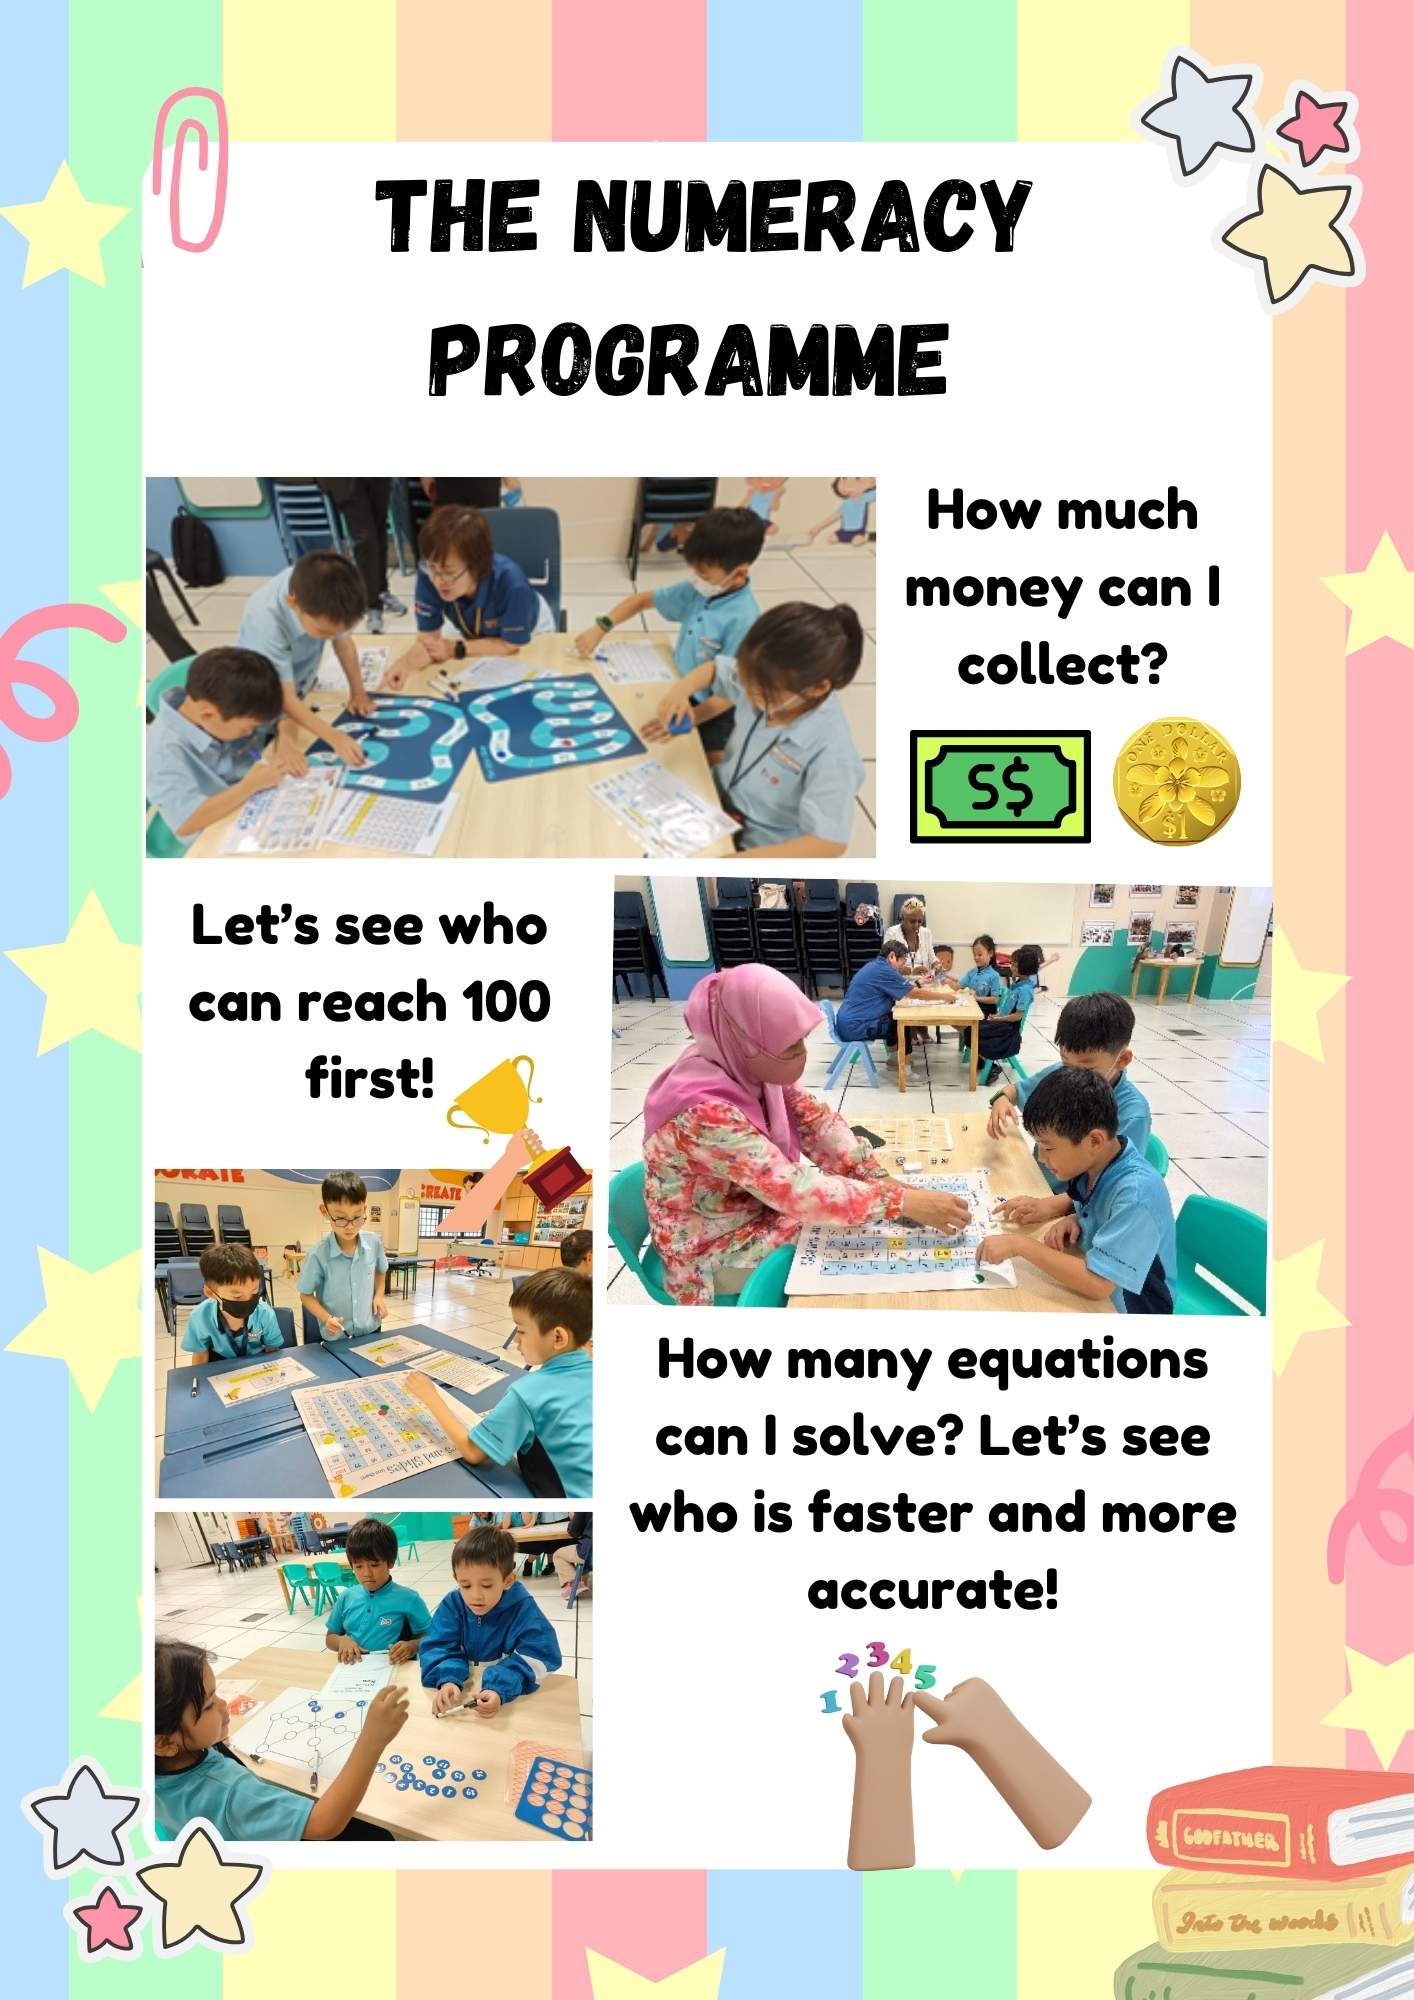 THE NUMERACY
PROGRAMME
How much
money can I
collect?
S$
ONE DOLLAR
$1
Let's see who
can reach 100
first!
ORATE
CREATE
and Slides
How many equations
can I solve? Let's see
who is faster and more
accurate!
1 2 3 4 5
GODFATHER
Into the woods